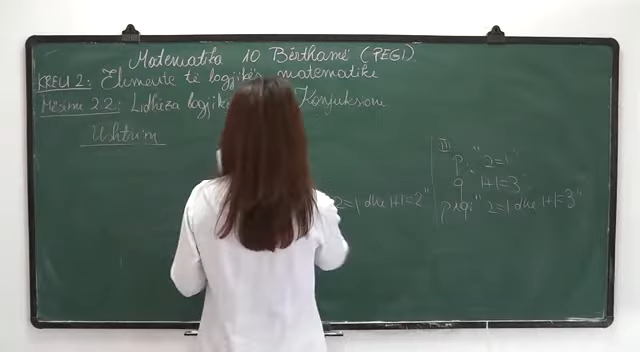 Matematika 10 Bërthamë (PEGI)
KREU 2: Elemente të logjikës matematike
Mësimi 2.2: Lidhëza logjike Konjuksioni
Ushtrim
2=1 dhe 1+1=2"
III
p: "2=1"
q: 1+1=3
p∧q: "2=1 dhe 1+1=3"